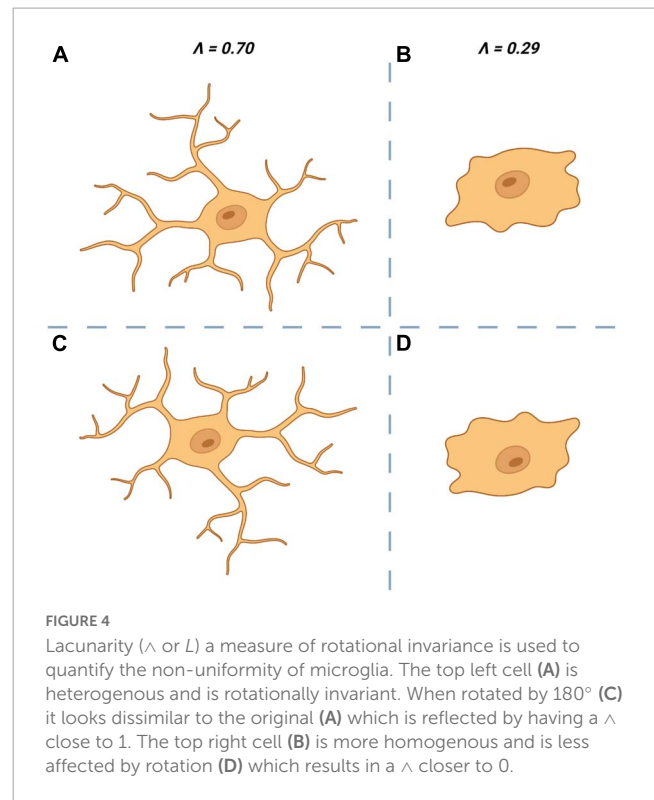 A
Λ = 0.70
B
Λ = 0.29
C
D
FIGURE 4
Lacunarity (∧ or L) a measure of rotational invariance is used to
quantify the non-uniformity of microglia. The top left cell (A) is
heterogenous and is rotationally invariant. When rotated by 180° (C)
it looks dissimilar to the original (A) which is reflected by having a ∧
close to 1. The top right cell (B) is more homogenous and is less
affected by rotation (D) which results in a ∧ closer to 0.